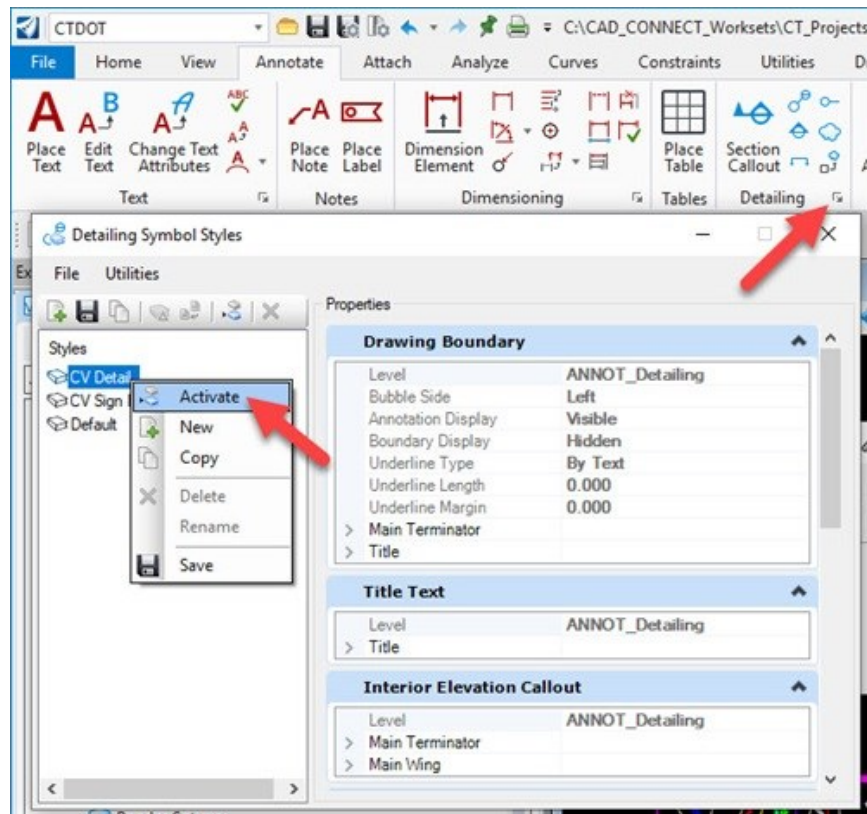 CTDOT C:\CAD_CONNECT_Worksets\CT_Projects
File Home View Annotate Attach Analyze Curves Constraints Utilities
ABC
Place Text
Edit Text
Change Text Attributes
Place Note
Place Label
Dimension Element
Place Table
Section Callout
Text Notes Dimensioning Tables Detailing
Detailing Symbol Styles
File Utilities
Styles
CV Detail
CV Sign
Default
Activate
New
Copy
Delete
Rename
Save
Properties
Drawing Boundary
Level ANNOT_Detailing
Bubble Side Left
Annotation Display Visible
Boundary Display Hidden
Underline Type By Text
Underline Length 0.000
Underline Margin 0.000
Main Terminator
Title
Title Text
Level ANNOT_Detailing
Title
Interior Elevation Callout
Level ANNOT_Detailing
Main Terminator
Main Wing